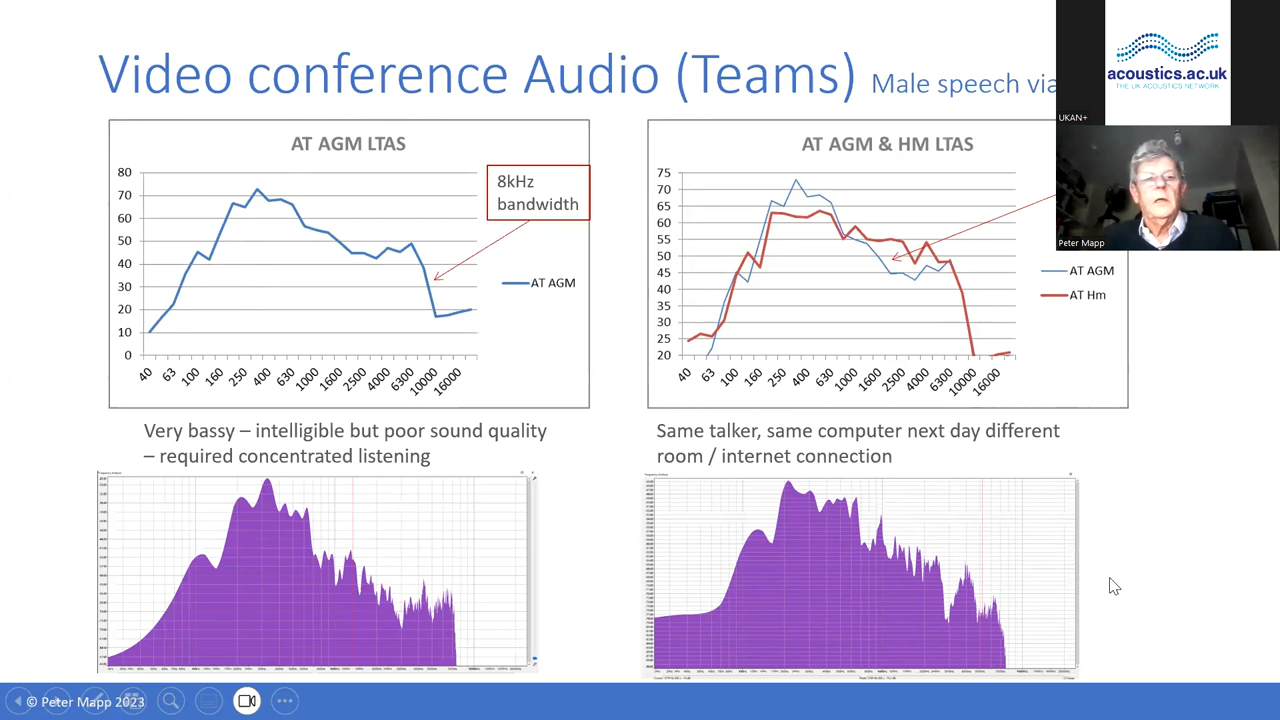 Video conference Audio (Teams) Male speech via
acoustics.ac.uk
THE UK ACOUSTICS NETWORK
UKAN+
Peter Mapp
AT AGM LTAS
80
70
60
50
40
30
20
10
0
40 63 100 160 250 400 630 1000 1600 2500 4000 6300 10000 16000
8kHz
bandwidth
AT AGM
AT AGM & HM LTAS
75
70
65
60
55
50
45
40
35
30
25
20
40 63 100 160 250 400 630 1000 1600 2500 4000 6300 10000 16000
AT AGM
AT Hm
Very bassy – intelligible but poor sound quality
– required concentrated listening
Same talker, same computer next day different
room / internet connection
© Peter Mapp 2023